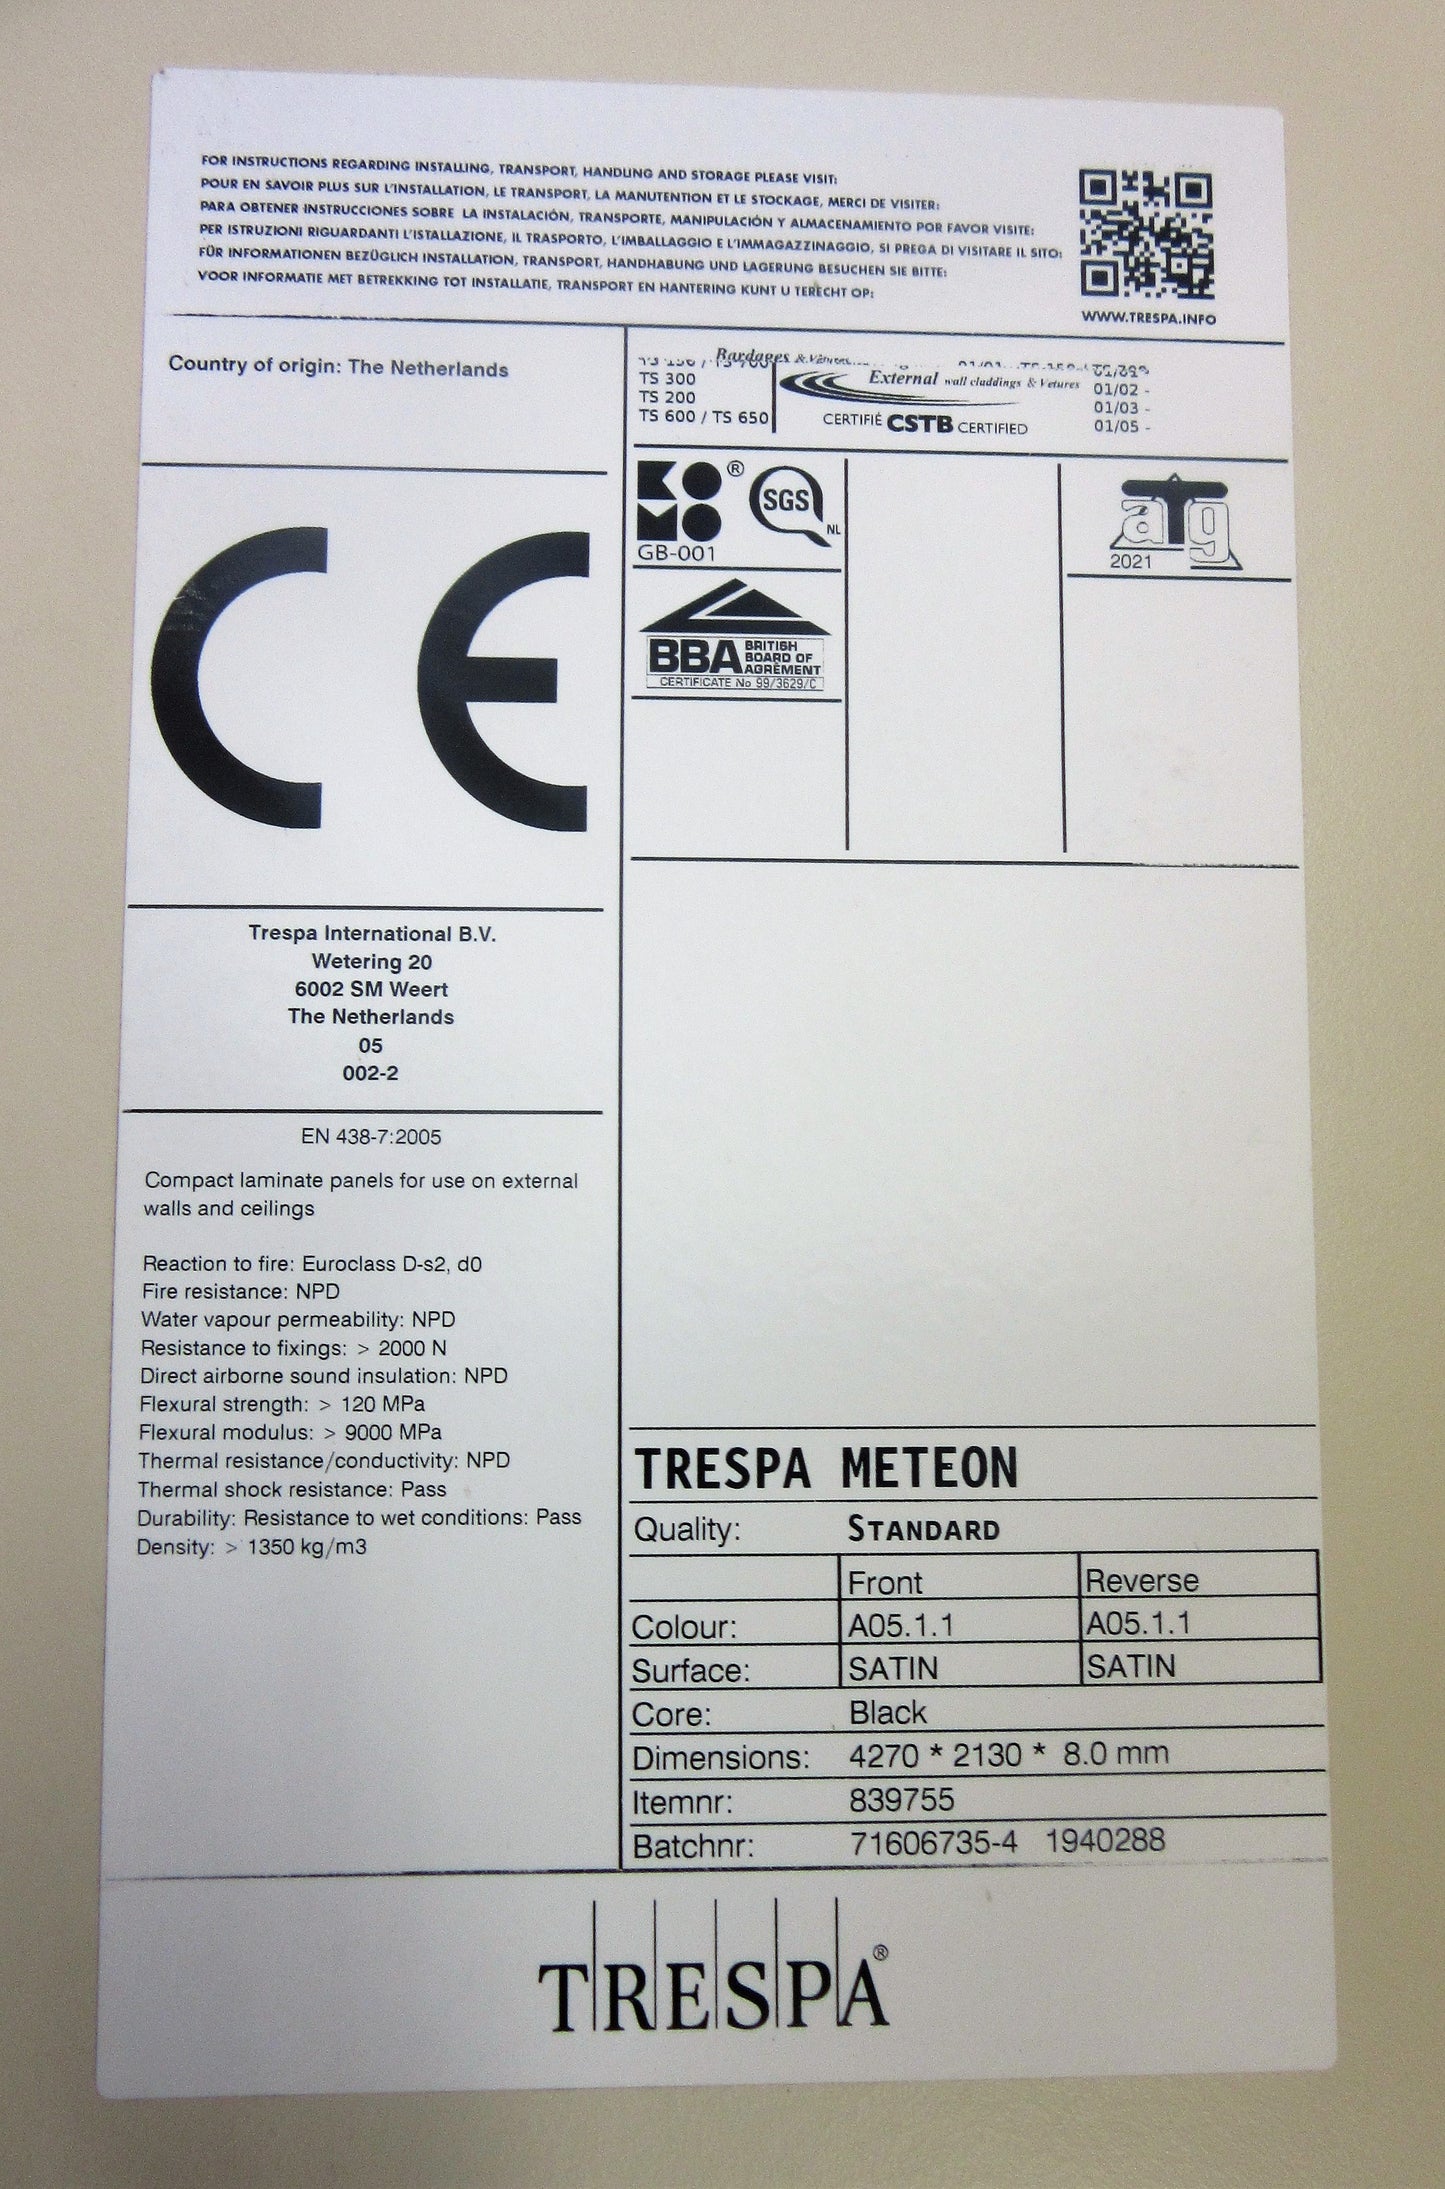 FOR INSTRUCTIONS REGARDING INSTALLING, TRANSPORT, HANDLING AND STORAGE PLEASE VISIT:
POUR EN SAVOIR PLUS SUR L'INSTALLATION, LE TRANSPORT, LA MANUTENTION ET LE STOCKAGE, MERCI DE VISITER:
PARA OBTENER INSTRUCCIONES SOBRE LA INSTALACIÓN, TRANSPORTE, MANIPULACIÓN Y ALMACENAMIENTO POR FAVOR VISITE:
PER ISTRUZIONI RIGUARDANTI L'ISTALLAZIONE, IL TRASPORTO, L'IMBALLAGGIO E L'IMMAGAZZINAGGIO, SI PREGA DI VISITARE IL SITO:
FÜR INFORMATIONEN BEZÜGLICH INSTALLATION, TRANSPORT, HANDHABUNG UND LAGERUNG BESUCHEN SIE BITTE:
VOOR INFORMATIE MET BETREKKING TOT INSTALLATIE, TRANSPORT EN HANTERING KUNT U TERECHT OP:
WWW.TRESPA.INFO
Country of origin: The Netherlands
CE
Trespa International B.V.
Wetering 20
6002 SM Weert
The Netherlands
05
002-2
EN 438-7:2005
Compact laminate panels for use on external
walls and ceilings
Reaction to fire: Euroclass D-s2, d0
Fire resistance: NPD
Water vapour permeability: NPD
Resistance to fixings: > 2000 N
Direct airborne sound insulation: NPD
Flexural strength: > 120 MPa
Flexural modulus: > 9000 MPa
Thermal resistance/conductivity: NPD
Thermal shock resistance: Pass
Durability: Resistance to wet conditions: Pass
Density: > 1350 kg/m3
Bardages &
TS 300
TS 200
TS 600 / TS 650
External wall claddings & Vetures
CERTIFIÉ CSTB CERTIFIED
01/02 -
01/03 -
01/05 -
KOMO®
GB-001
SGS
NL
aTg
2021
BBA BRITISH
BOARD OF
AGRÉMENT
CERTIFICATE No 99/3629/C
TRESPA METEON
Quality: STANDARD
Front Reverse
Colour: A05.1.1 A05.1.1
Surface: SATIN SATIN
Core: Black
Dimensions: 4270 * 2130 * 8.0 mm
Itemnr: 839755
Batchnr: 71606735-4 1940288
TRESPA®